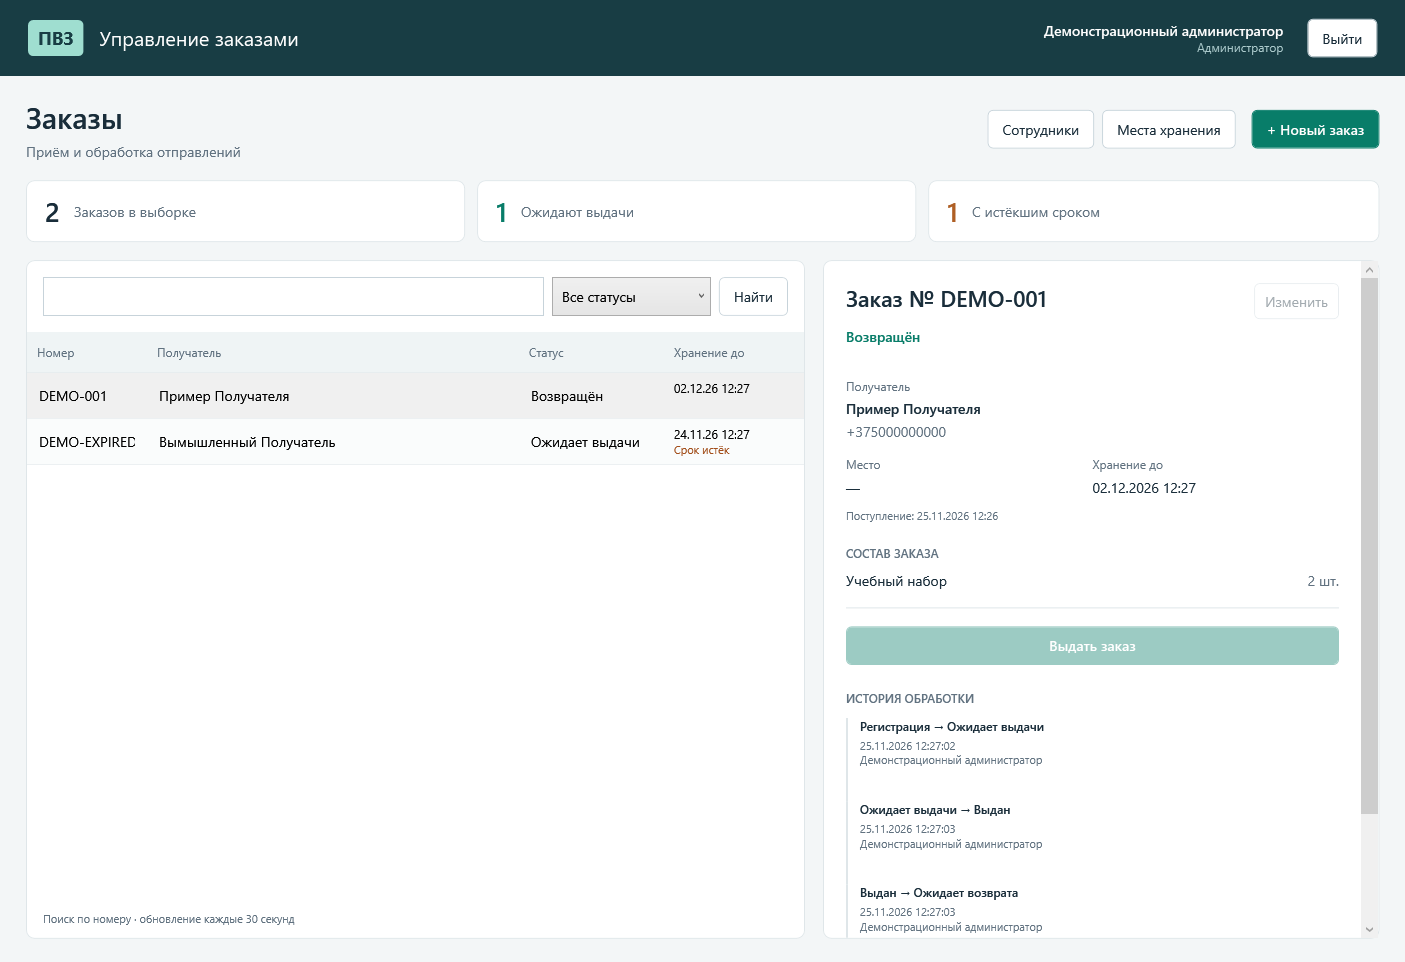 ПВЗ
Управление заказами
Демонстрационный администратор
Администратор
Выйти
Заказы
Приём и обработка отправлений
Сотрудники
Места хранения
+ Новый заказ
2 Заказов в выборке
1 Ожидают выдачи
1 С истёкшим сроком
Все статусы
Найти
Номер Получатель Статус Хранение до
DEMO-001 Пример Получателя Возвращён 02.12.26 12:27
DEMO-EXPIRED Вымышленный Получатель Ожидает выдачи 24.11.26 12:27
Срок истёк
Поиск по номеру · обновление каждые 30 секунд
Заказ № DEMO-001
Изменить
Возвращён
Получатель
Пример Получателя
+375000000000
Место Хранение до
— 02.12.2026 12:27
Поступление: 25.11.2026 12:26
СОСТАВ ЗАКАЗА
Учебный набор 2 шт.
Выдать заказ
ИСТОРИЯ ОБРАБОТКИ
Регистрация → Ожидает выдачи
25.11.2026 12:27:02
Демонстрационный администратор
Ожидает выдачи → Выдан
25.11.2026 12:27:03
Демонстрационный администратор
Выдан → Ожидает возврата
25.11.2026 12:27:03
Демонстрационный администратор